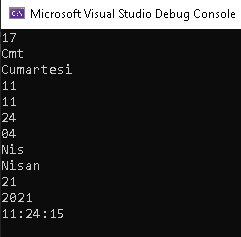 Microsoft Visual Studio Debug Console
17
Cmt
Cumartesi
11
11
24
04
Nis
Nisan
21
2021
11:24:15